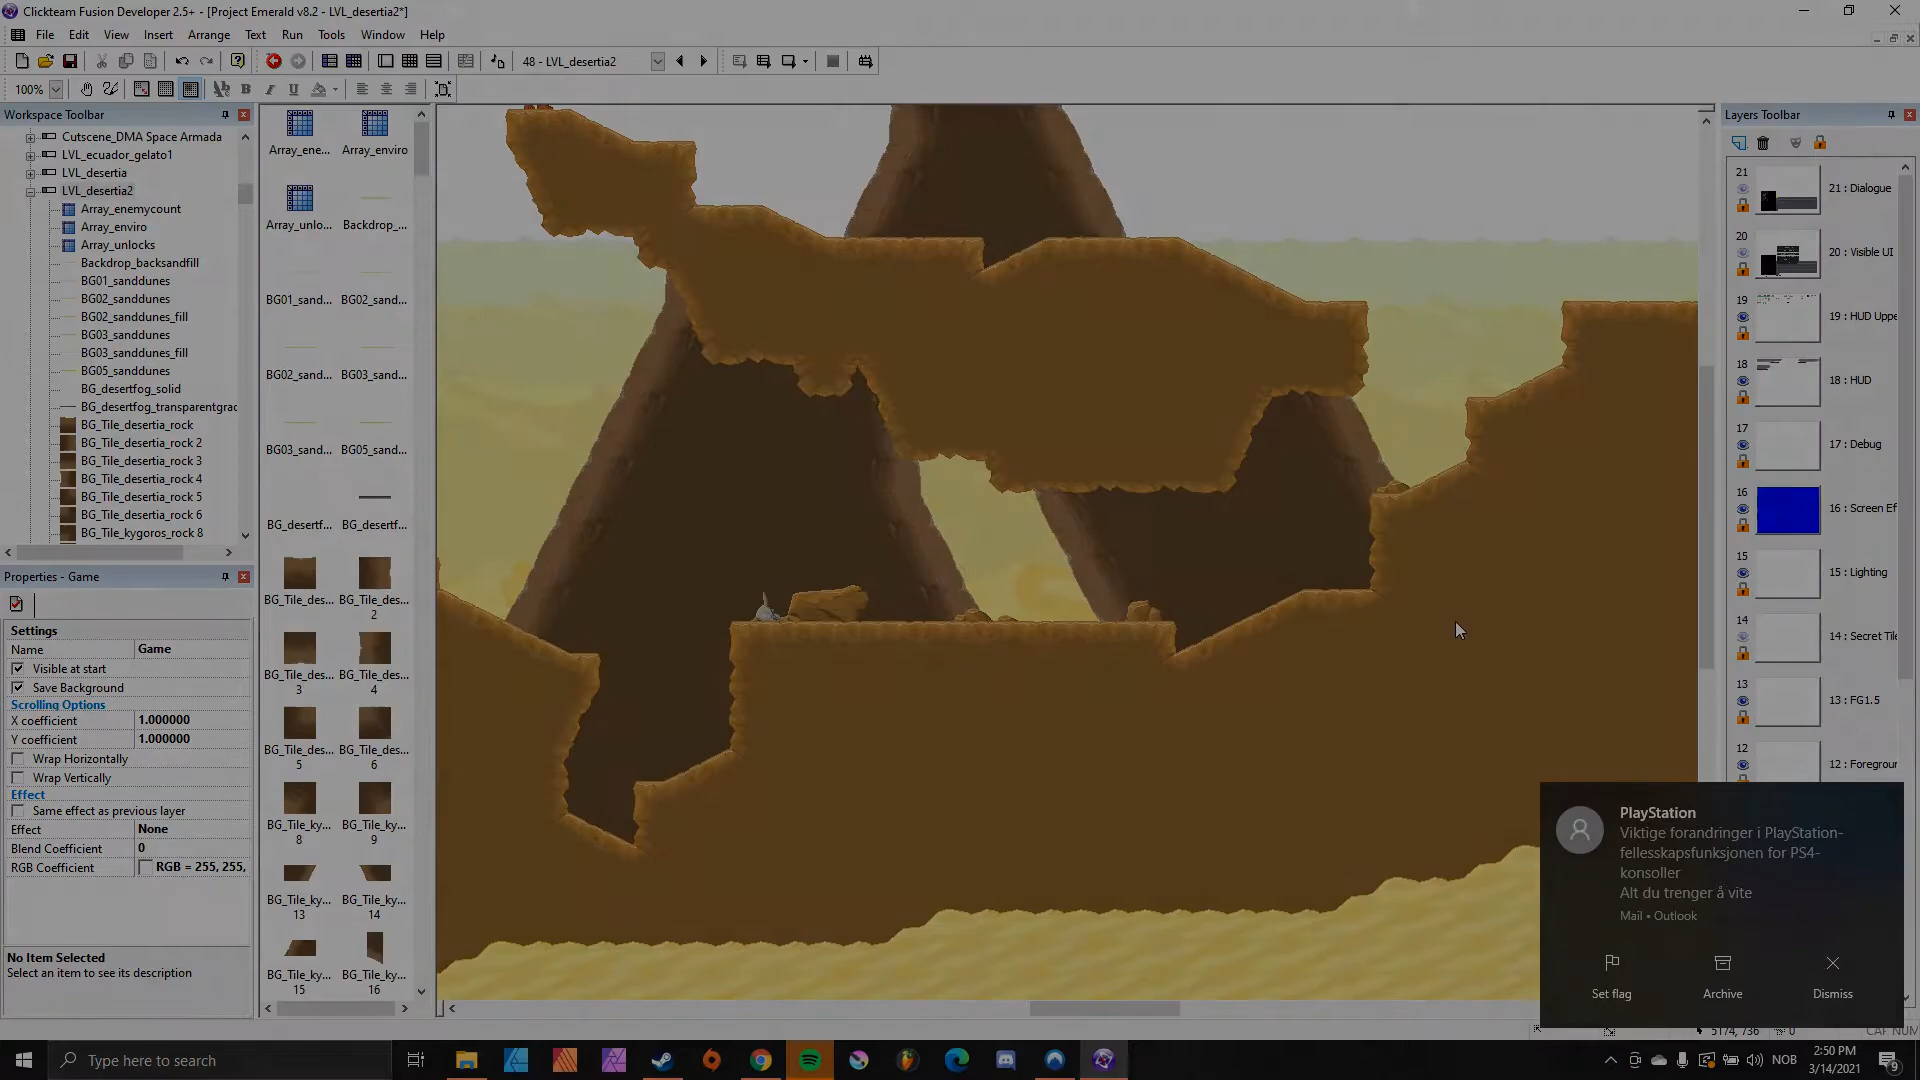 Clickteam Fusion Developer 2.5+ - [Project Emerald v8.2 - LVL_desertia2*]
File Edit View Insert Arrange Text Run Tools Window Help
48 - LVL_desertia2
100%
Workspace Toolbar
Cutscene_DMA Space Armada
LVL_ecuador_gelato1
LVL_desertia
LVL_desertia2
Array_enemycount
Array_enviro
Array_unlocks
Backdrop_backsandfill
BG01_sanddunes
BG02_sanddunes
BG02_sanddunes_fill
BG03_sanddunes
BG03_sanddunes_fill
BG05_sanddunes
BG_desertfog_solid
BG_desertfog_transparentgrac
BG_Tile_desertia_rock
BG_Tile_desertia_rock 2
BG_Tile_desertia_rock 3
BG_Tile_desertia_rock 4
BG_Tile_desertia_rock 5
BG_Tile_desertia_rock 6
BG_Tile_kygoros_rock 8
Properties - Game
Settings
Name Game
Visible at start
Save Background
Scrolling Options
X coefficient 1.000000
Y coefficient 1.000000
Wrap Horizontally
Wrap Vertically
Effect
Same effect as previous layer
Effect None
Blend Coefficient 0
RGB Coefficient RGB = 255, 255,
No Item Selected
Select an item to see its description
Array_ene... Array_enviro
Array_unlo... Backdrop_...
BG01_sand... BG02_sand...
BG02_sand... BG03_sand...
BG03_sand... BG05_sand...
BG_desertf... BG_desertf...
BG_Tile_des... BG_Tile_des...
2
BG_Tile_des... BG_Tile_des...
3 4
BG_Tile_des... BG_Tile_des...
5 6
BG_Tile_ky... BG_Tile_ky...
8 9
BG_Tile_ky... BG_Tile_ky...
13 14
BG_Tile_ky... BG_Tile_ky...
15 16
Layers Toolbar
21
21 : Dialogue
20
20 : Visible UI
19
19 : HUD Uppe
18
18 : HUD
17
17 : Debug
16
16 : Screen Ef
15
15 : Lighting
14
14 : Secret Tile
13
13 : FG1.5
12
12 : Foregrour
PlayStation
Viktige forandringer i PlayStation-
fellesskapsfunksjonen for PS4-
konsoller
Alt du trenger å vite
Mail • Outlook
Set flag Archive Dismiss
5174, 736 0 CAP NUM
Type here to search
NOB
2:50 PM
3/14/2021
9